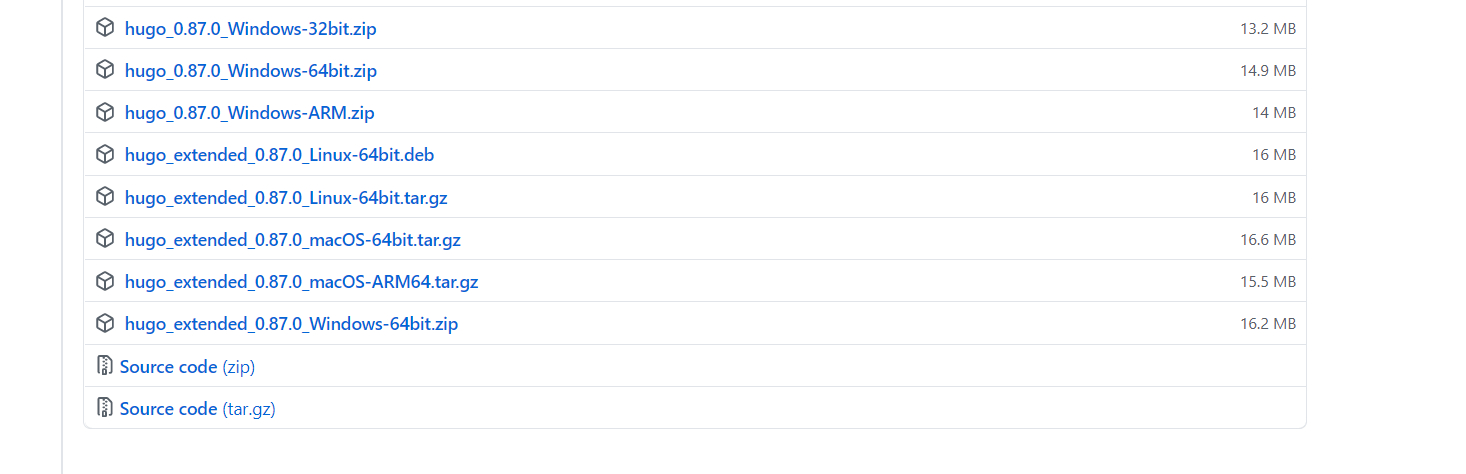 hugo_0.87.0_Windows-32bit.zip 13.2 MB
hugo_0.87.0_Windows-64bit.zip 14.9 MB
hugo_0.87.0_Windows-ARM.zip 14 MB
hugo_extended_0.87.0_Linux-64bit.deb 16 MB
hugo_extended_0.87.0_Linux-64bit.tar.gz 16 MB
hugo_extended_0.87.0_macOS-64bit.tar.gz 16.6 MB
hugo_extended_0.87.0_macOS-ARM64.tar.gz 15.5 MB
hugo_extended_0.87.0_Windows-64bit.zip 16.2 MB
Source code (zip)
Source code (tar.gz)